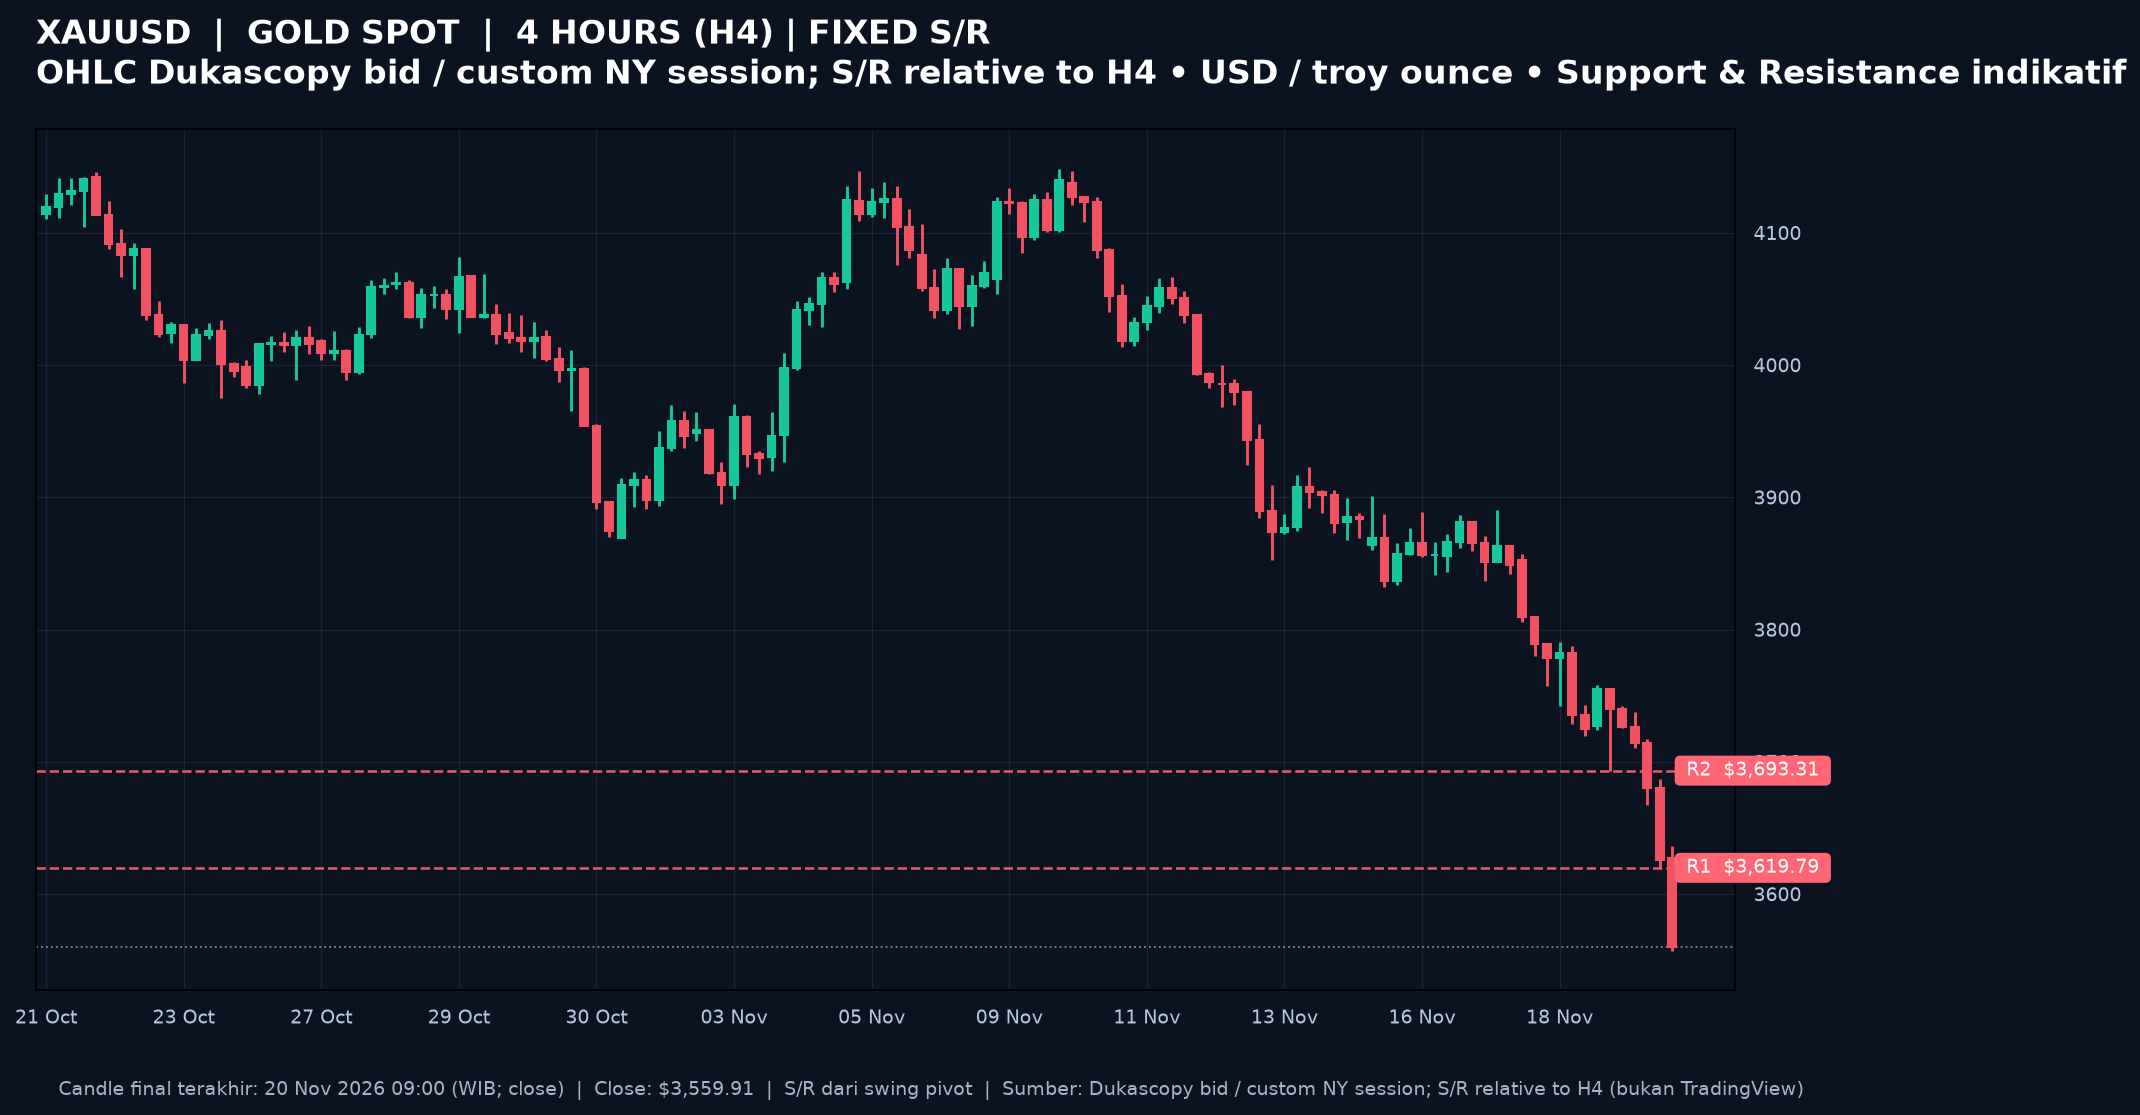 XAUUSD | GOLD SPOT | 4 HOURS (H4) | FIXED S/R
OHLC Dukascopy bid / custom NY session; S/R relative to H4 • USD / troy ounce • Support & Resistance indikatif
4100
4000
3900
3800
R2 $3,693.31
R1 $3,619.79
3600
21 Oct 23 Oct 27 Oct 29 Oct 30 Oct 03 Nov 05 Nov 09 Nov 11 Nov 13 Nov 16 Nov 18 Nov
Candle final terakhir: 20 Nov 2026 09:00 (WIB; close) | Close: $3,559.91 | S/R dari swing pivot | Sumber: Dukascopy bid / custom NY session; S/R relative to H4 (bukan TradingView)